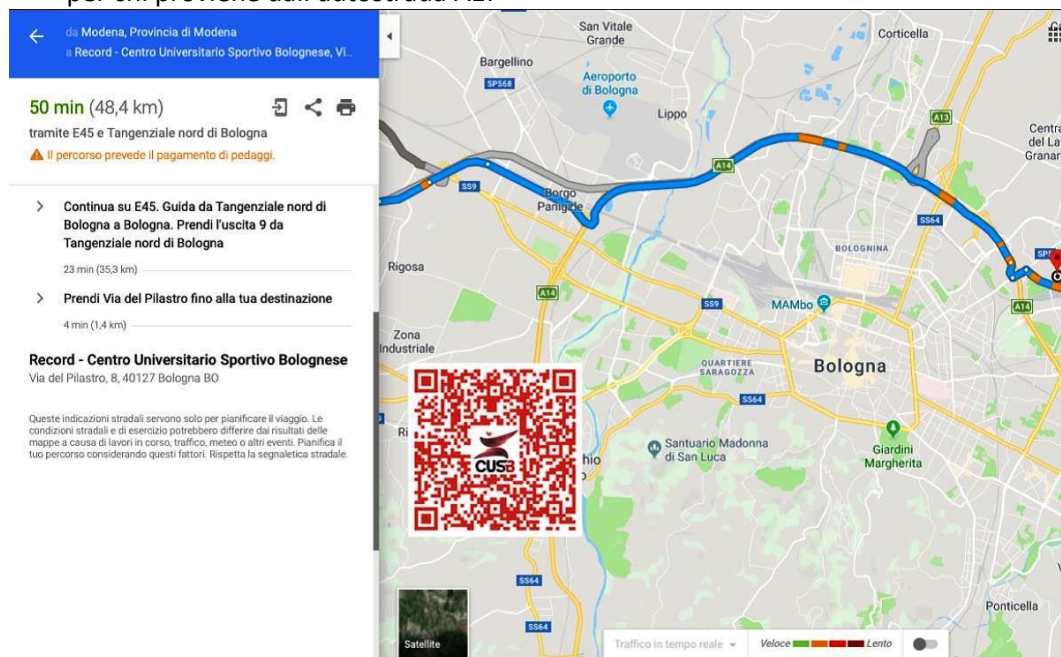 per chi proviene dall'autostrada A1:
da Modena, Provincia di Modena
a Record - Centro Universitario Sportivo Bolognese, Vi...
50 min (48,4 km)
tramite E45 e Tangenziale nord di Bologna
Il percorso prevede il pagamento di pedaggi.
Continua su E45. Guida da Tangenziale nord di
Bologna a Bologna. Prendi l'uscita 9 da
Tangenziale nord di Bologna
23 min (35,3 km)
Prendi Via del Pilastro fino alla tua destinazione
4 min (1,4 km)
Record - Centro Universitario Sportivo Bolognese
Via del Pilastro, 8, 40127 Bologna BO
Queste indicazioni stradali servono solo per pianificare il viaggio. Le
condizioni stradali e di esercizio potrebbero differire dai risultati delle
mappe a causa di lavori in corso, traffico, meteo o altri eventi. Pianifica il
tuo percorso considerando questi fattori. Rispetta la segnaletica stradale.
San Vitale
Grande
Corticella
Bargellino
SP568
Aeroporto
di Bologna
Lippo
A13
Centra
del La
Granar
A14
SS9
Borgo
Panigale
SS64
BOLOGNINA
Rigosa
SP5
A14
SS9
MAMbo
A14
Zona
Industriale
QUARTIERE
SARAGOZZA
Bologna
SS64
Ri
CUSB
hio
Santuario Madonna
di San Luca
Giardini
Margherita
SS64
SS64
Ponticella
Satellite
Traffico in tempo reale
Veloce
Lento